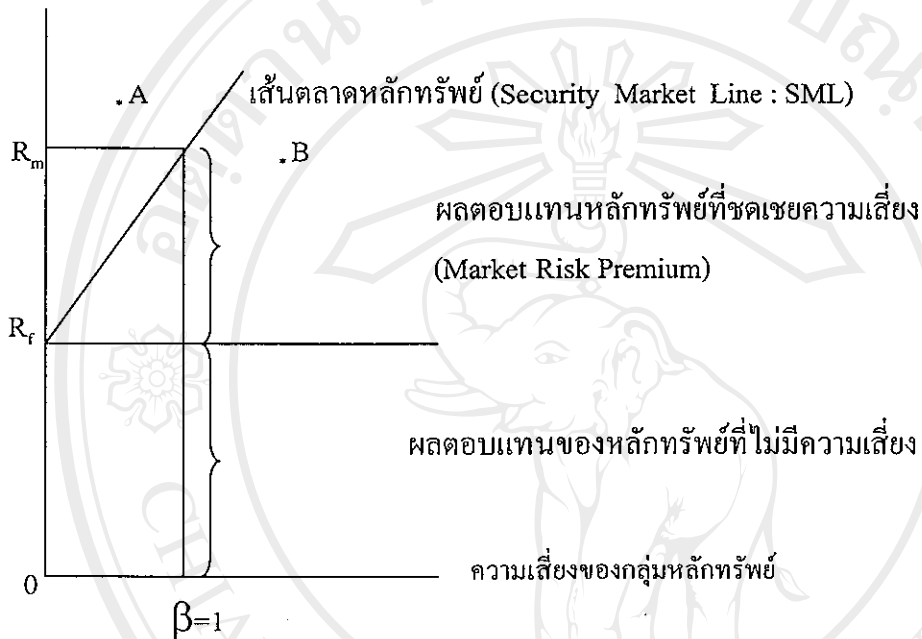 A
เส้นตลาดหลักทรัพย์ (Security Market Line : SML)
Rm
B
ผลตอบแทนหลักทรัพย์ที่ชดเชยความเสี่ยง
(Market Risk Premium)
Rf
ผลตอบแทนของหลักทรัพย์ที่ไม่มีความเสี่ยง
0
ความเสี่ยงของกลุ่มหลักทรัพย์
β=1